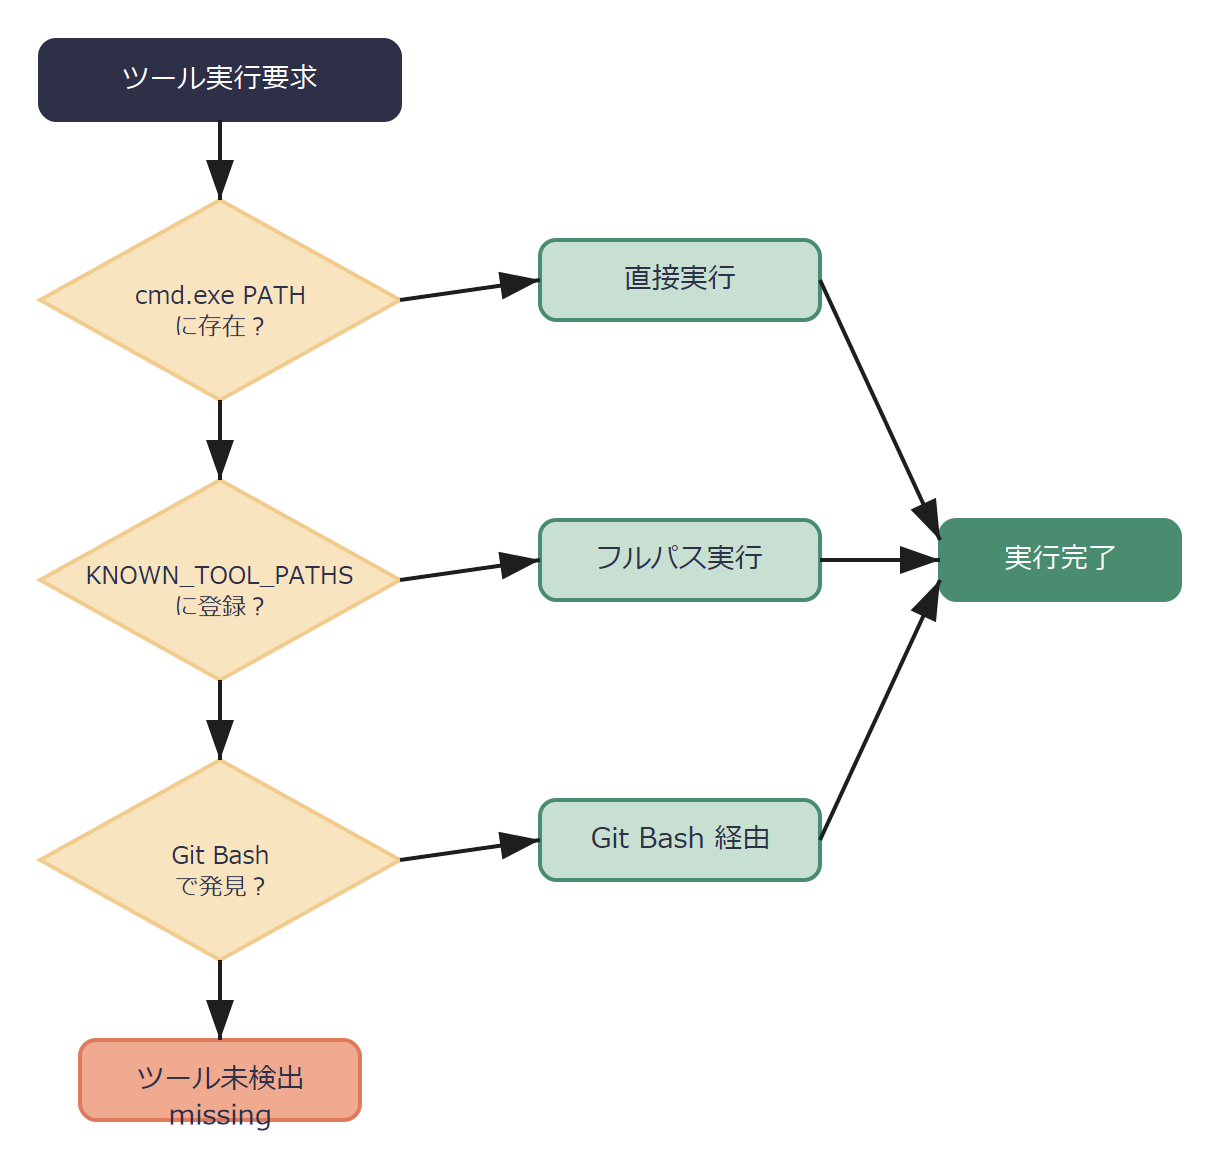 ツール実行要求
cmd.exe PATH
に存在？
直接実行
KNOWN_TOOL_PATHS
に登録？
フルパス実行
実行完了
Git Bash
で発見？
Git Bash 経由
ツール未検出
missing